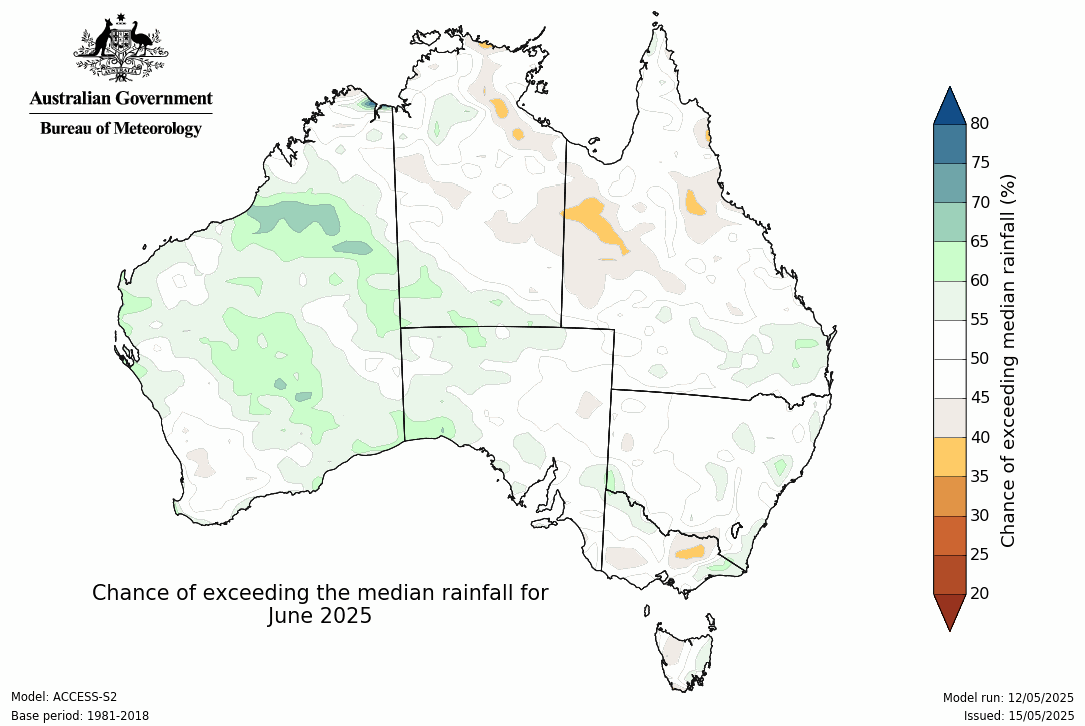 Australian Government
Bureau of Meteorology
80
75
70
65
60
55
50
45
40
35
30
25
20
Chance of exceeding median rainfall (%)
Chance of exceeding the median rainfall for
June 2025
Model: ACCESS-S2
Base period: 1981-2018
Model run: 12/05/2025
Issued: 15/05/2025